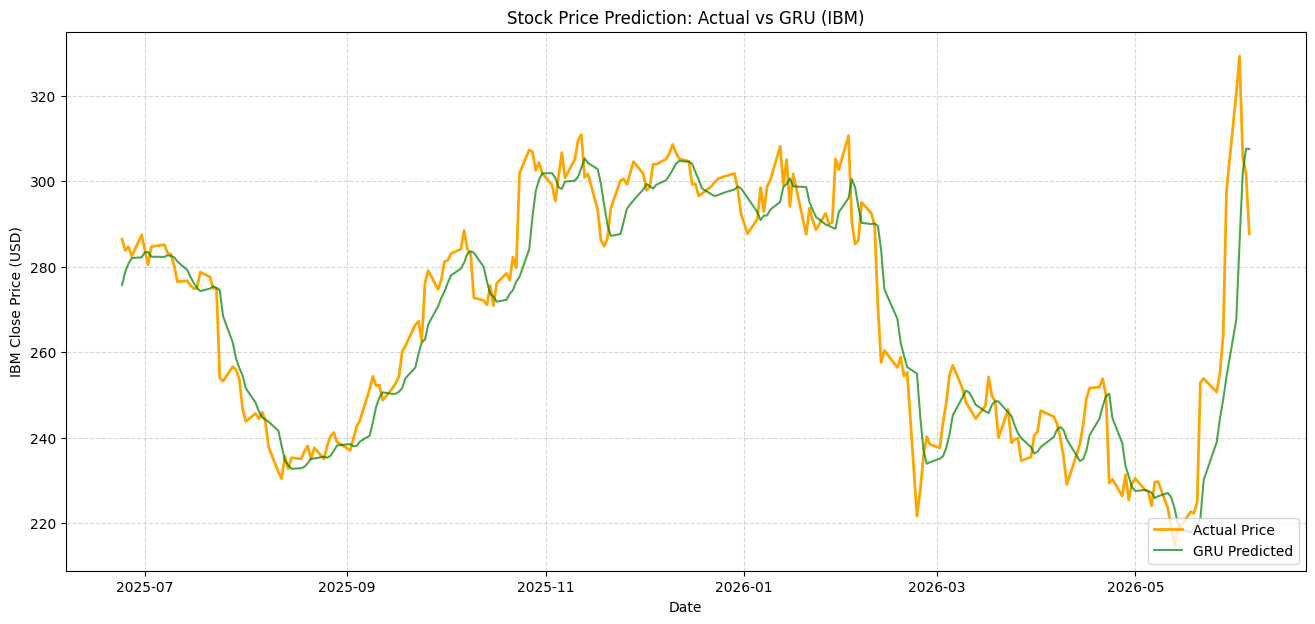 Stock Price Prediction: Actual vs GRU (IBM)
IBM Close Price (USD)
320
300
280
260
240
220
2025-07
2025-09
2025-11
2026-01
2026-03
2026-05
Date
Actual Price
GRU Predicted